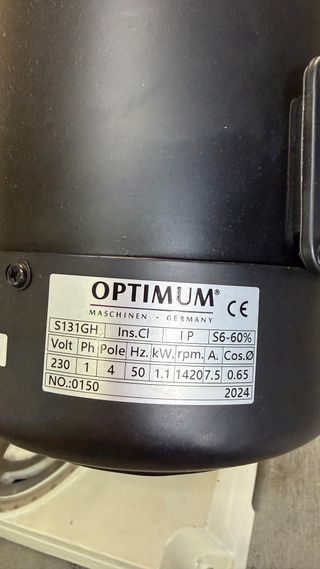 OPTIMUM® CE
MASCHINEN - GERMANY
S131GH Ins.Cl I P S6-60%
Volt Ph Pole Hz. kW. rpm. A. Cos.Ø
230 1 4 50 1.1 1420 7.5 0.65
NO.:0150 2024